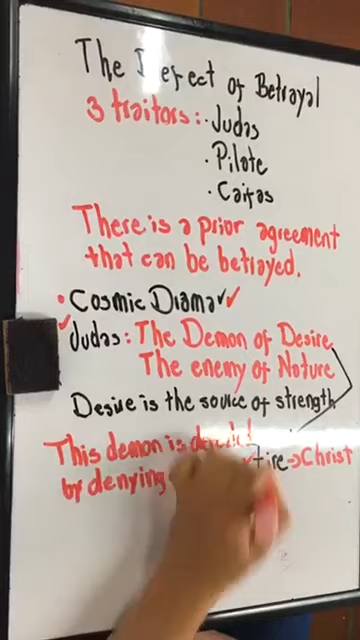 The Defect of Betrayal
3 traitors: · Judas
· Pilate
· Caifas
There is a prior agreement
that can be betrayed.
• Cosmic Drama ✓✓
✓ Judas: The Demon of Desire
The enemy of Nature
Desire is the source of strength
This demon is
fire → Christ
by denying